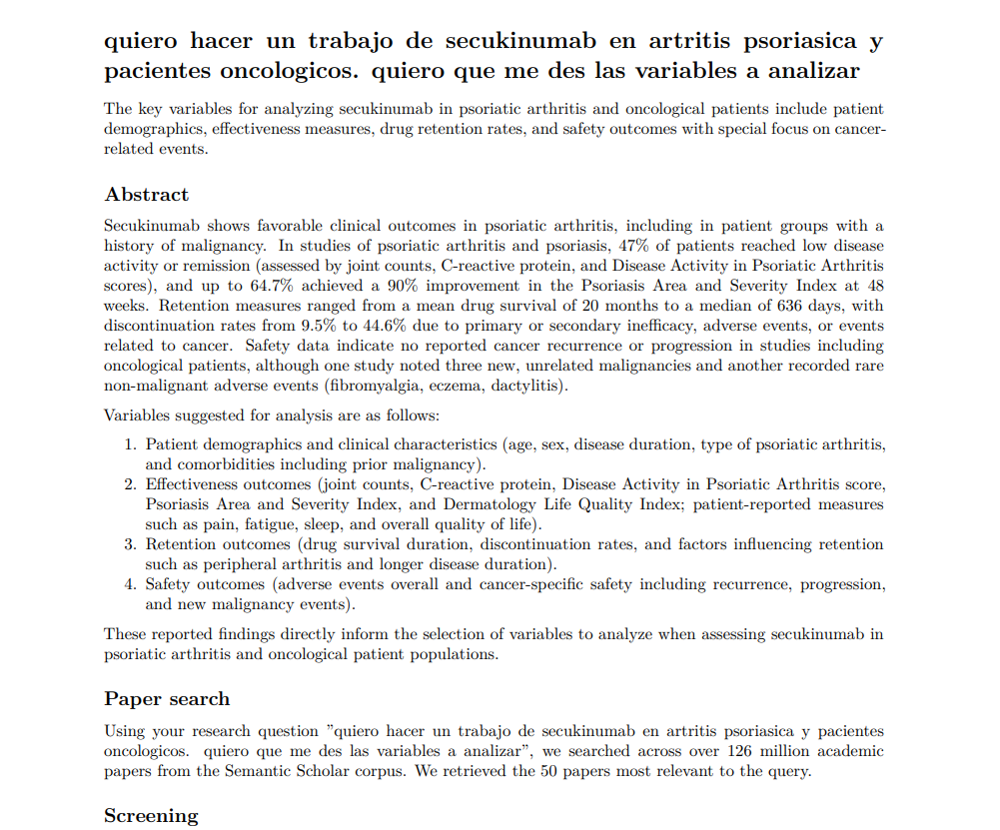 quiero hacer un trabajo de secukinumab en artritis psoriasica y
pacientes oncologicos. quiero que me des las variables a analizar
The key variables for analyzing secukinumab in psoriatic arthritis and oncological patients include patient
demographics, effectiveness measures, drug retention rates, and safety outcomes with special focus on cancer-
related events.
Abstract
Secukinumab shows favorable clinical outcomes in psoriatic arthritis, including in patient groups with a
history of malignancy. In studies of psoriatic arthritis and psoriasis, 47% of patients reached low disease
activity or remission (assessed by joint counts, C-reactive protein, and Disease Activity in Psoriatic Arthritis
scores), and up to 64.7% achieved a 90% improvement in the Psoriasis Area and Severity Index at 48
weeks. Retention measures ranged from a mean drug survival of 20 months to a median of 636 days, with
discontinuation rates from 9.5% to 44.6% due to primary or secondary inefficacy, adverse events, or events
related to cancer. Safety data indicate no reported cancer recurrence or progression in studies including
oncological patients, although one study noted three new, unrelated malignancies and another recorded rare
non-malignant adverse events (fibromyalgia, eczema, dactylitis).
Variables suggested for analysis are as follows:
1. Patient demographics and clinical characteristics (age, sex, disease duration, type of psoriatic arthritis,
and comorbidities including prior malignancy).
2. Effectiveness outcomes (joint counts, C-reactive protein, Disease Activity in Psoriatic Arthritis score,
Psoriasis Area and Severity Index, and Dermatology Life Quality Index; patient-reported measures
such as pain, fatigue, sleep, and overall quality of life).
3. Retention outcomes (drug survival duration, discontinuation rates, and factors influencing retention
such as peripheral arthritis and longer disease duration).
4. Safety outcomes (adverse events overall and cancer-specific safety including recurrence, progression,
and new malignancy events).
These reported findings directly inform the selection of variables to analyze when assessing secukinumab in
psoriatic arthritis and oncological patient populations.
Paper search
Using your research question ”quiero hacer un trabajo de secukinumab en artritis psoriasica y pacientes
oncologicos. quiero que me des las variables a analizar”, we searched across over 126 million academic
papers from the Semantic Scholar corpus. We retrieved the 50 papers most relevant to the query.
Screening